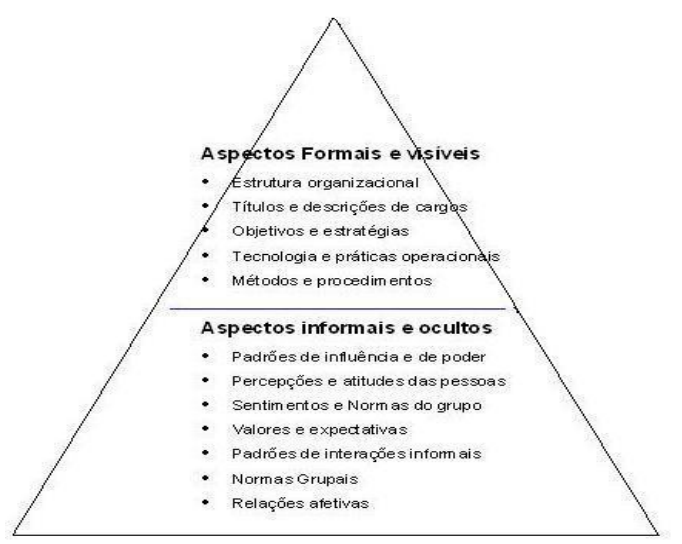 Aspectos Formais e visíveis
• Estrutura organizacional
• Títulos e descrições de cargos
• Objetivos e estratégias
• Tecnologia e práticas operacionais
• Métodos e procedimentos
Aspectos informais e ocultos
• Padrões de influência e de poder
• Percepções e atitudes das pessoas
• Sentimentos e Normas do grupo
• Valores e expectativas
• Padrões de interações informais
• Normas Grupais
• Relações afetivas